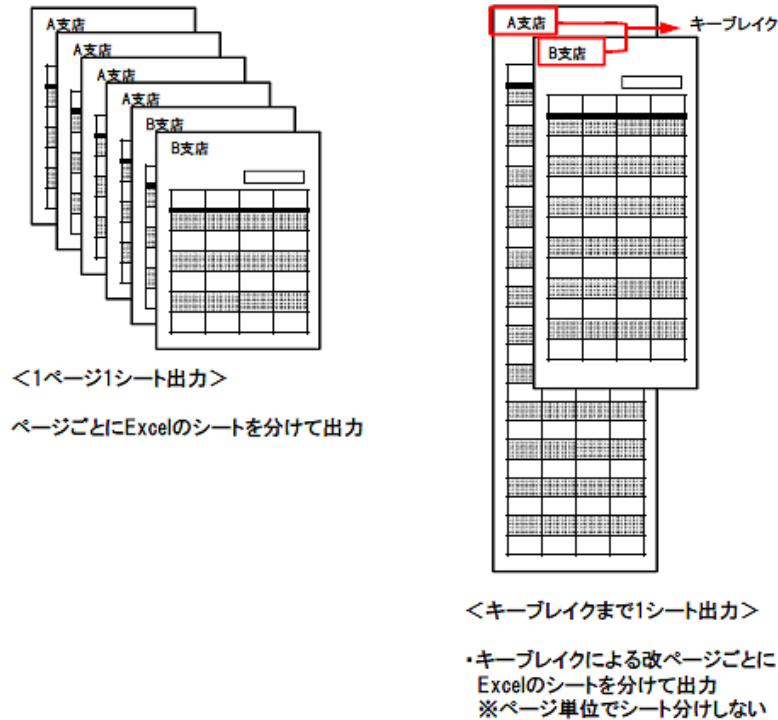 A支店
A支店
A支店
A支店
B支店
B支店
<1ページ1シート出力>
ページごとにExcelのシートを分けて出力
A支店
キーブレイク
B支店
<キーブレイクまで1シート出力>
・キーブレイクによる改ページごとに
Excelのシートを分けて出力
※ページ単位でシート分けしない